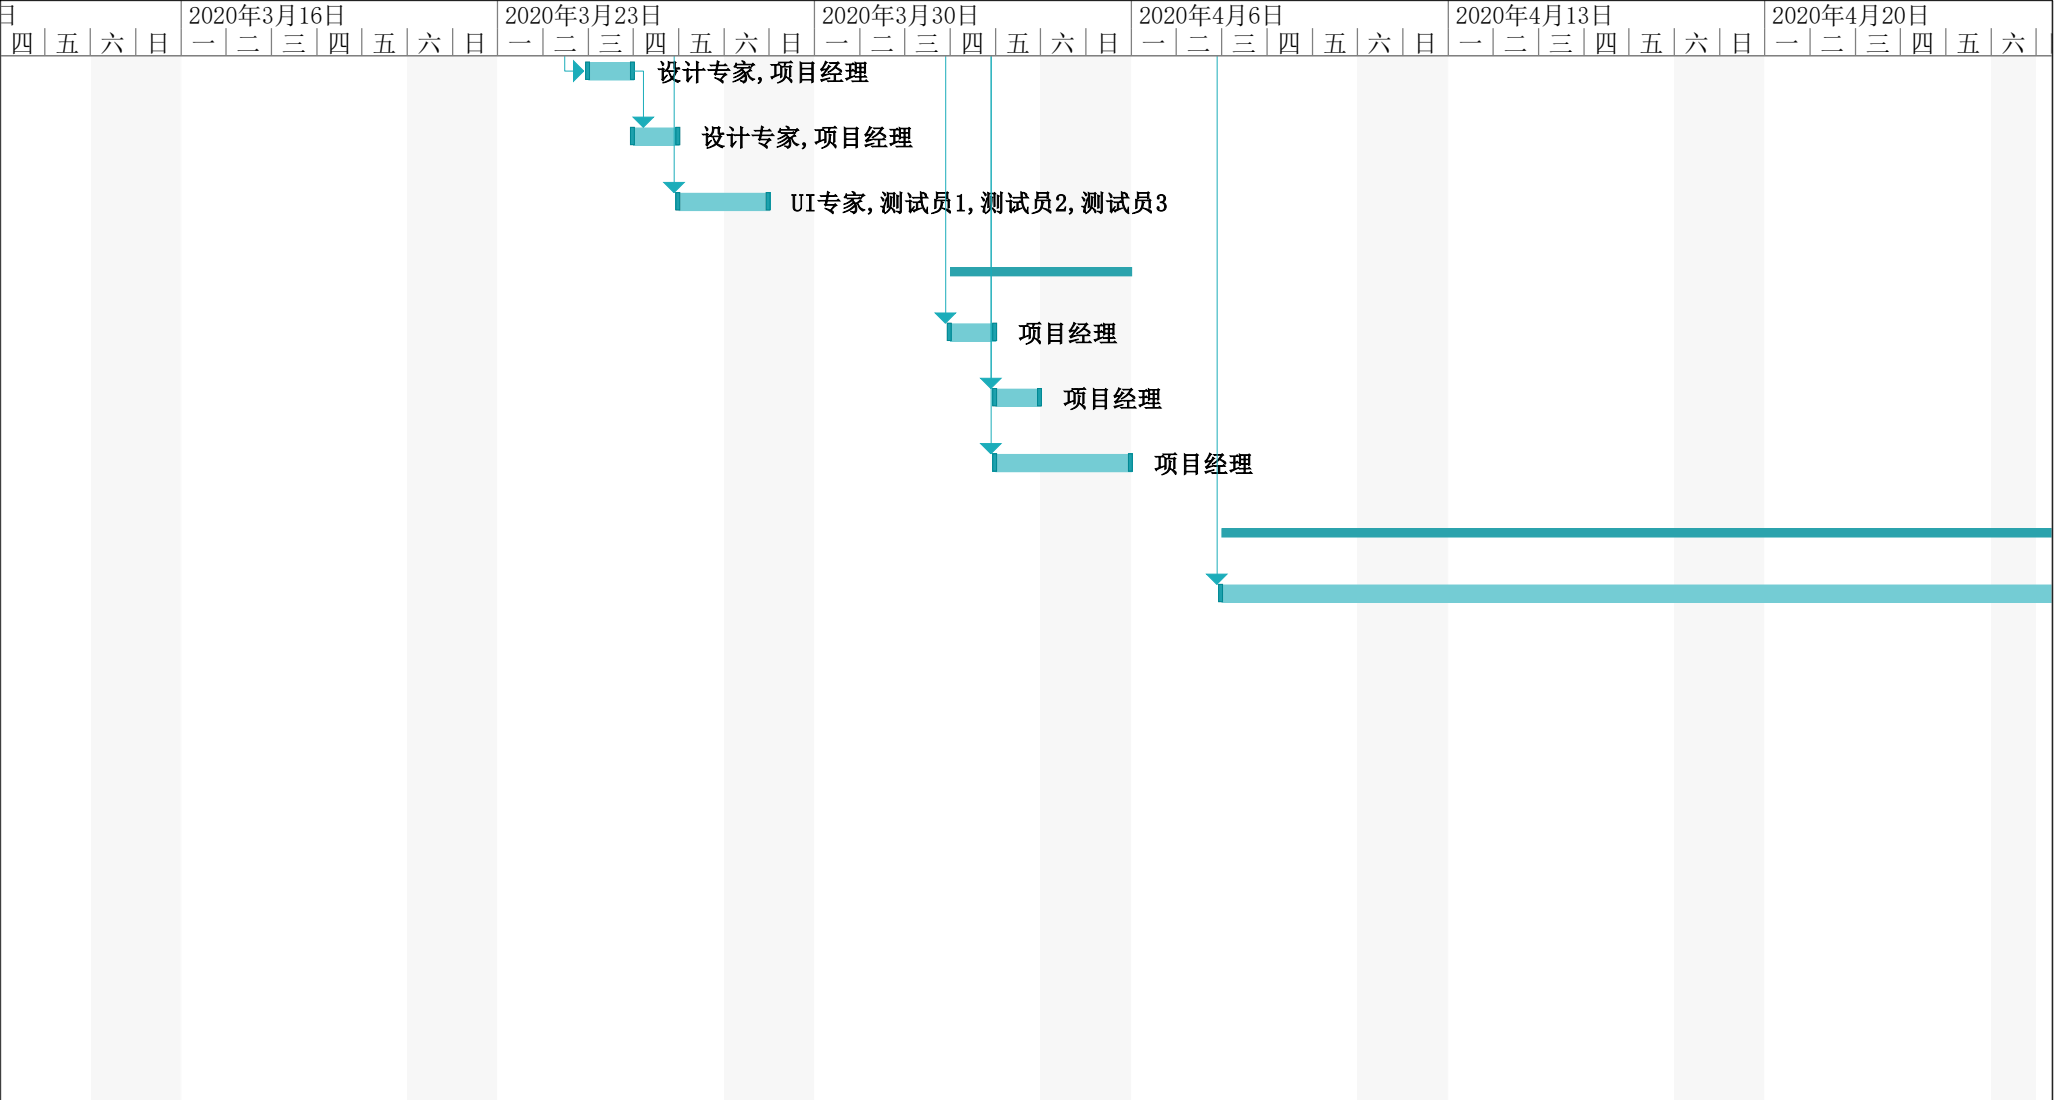 日 2020年3月16日 2020年3月23日 2020年3月30日 2020年4月6日 2020年4月13日 2020年4月20日
四 五 六 日 一 二 三 四 五 六 日 一 二 三 四 五 六 日 一 二 三 四 五 六 日 一 二 三 四 五 六 日 一 二 三 四 五 六 日 一 二 三 四 五 六
设计专家,项目经理
设计专家,项目经理
UI专家,测试员1,测试员2,测试员3
项目经理
项目经理
项目经理